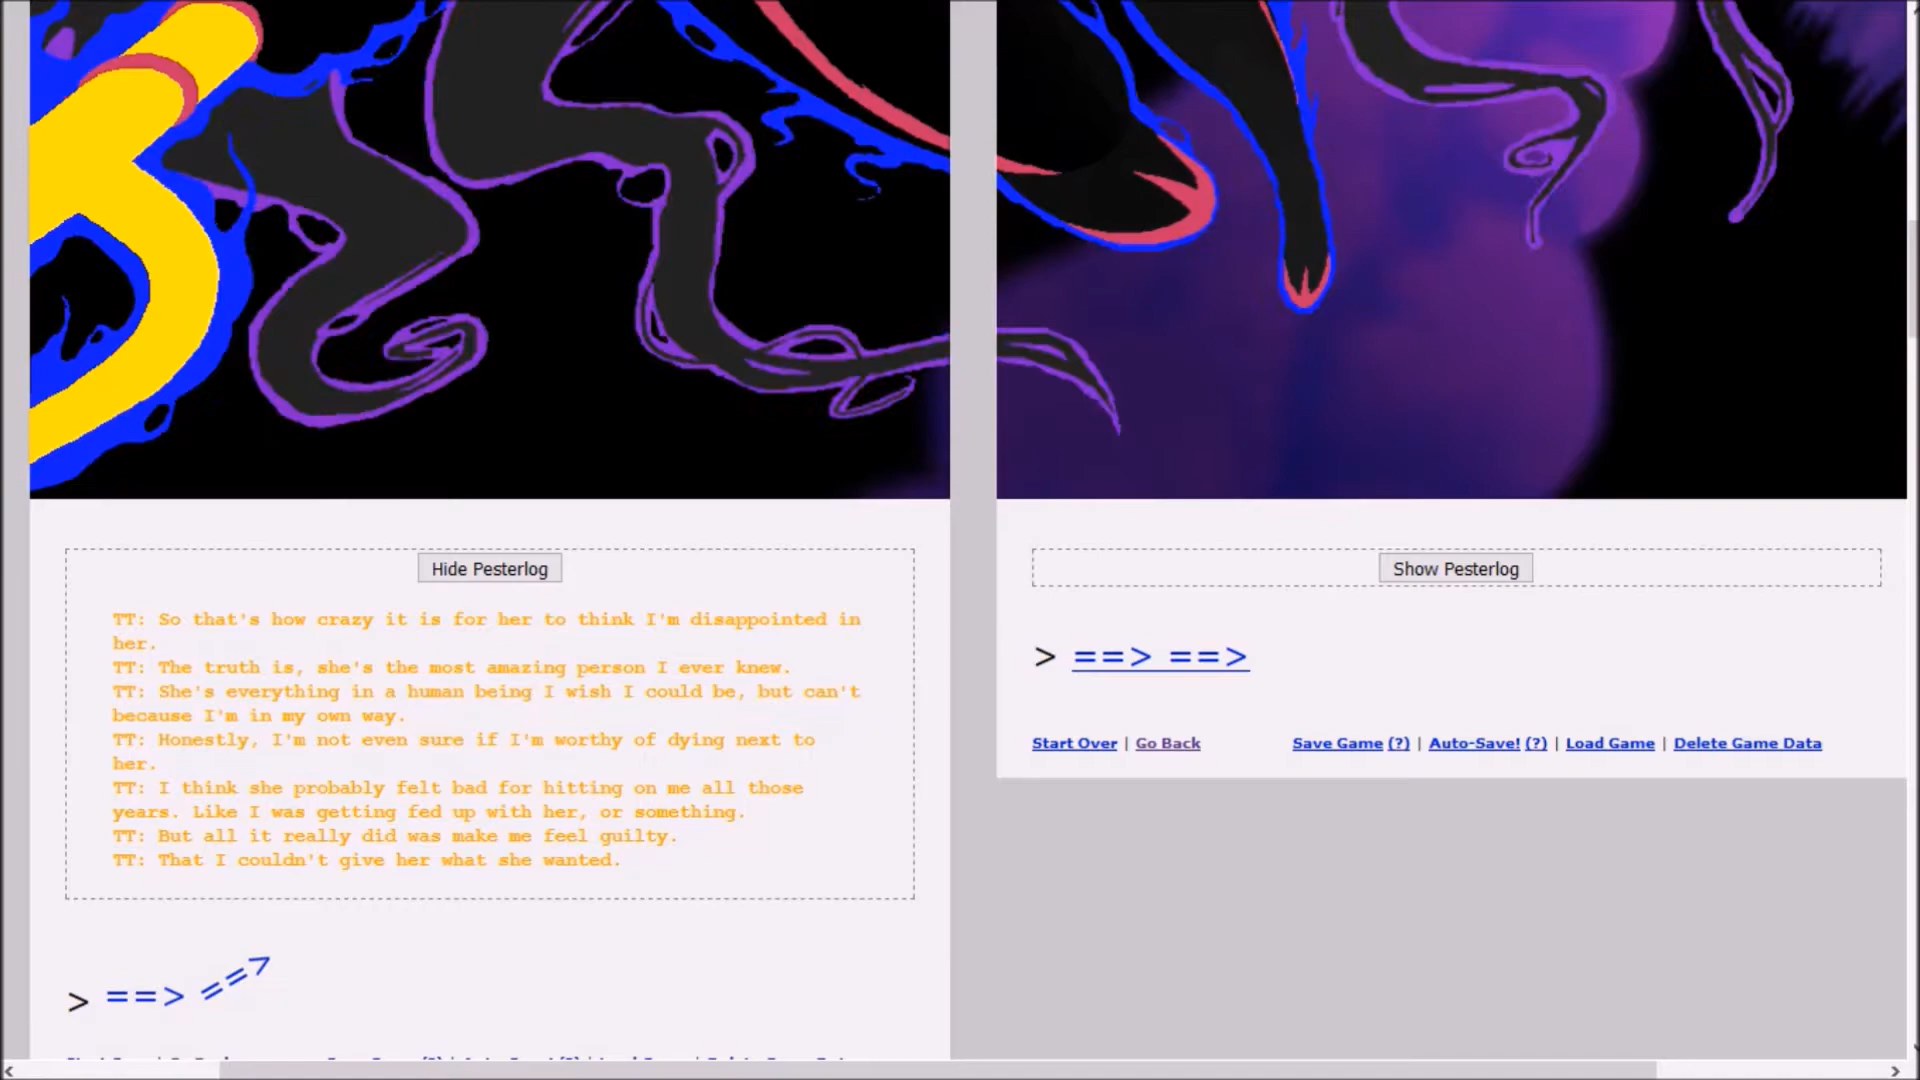 Hide Pesterlog
TT: So that's how crazy it is for her to think I'm disappointed in
her.
TT: The truth is, she's the most amazing person I ever knew.
TT: She's everything in a human being I wish I could be, but can't
because I'm in my own way.
TT: Honestly, I'm not even sure if I'm worthy of dying next to
her.
TT: I think she probably felt bad for hitting on me all those
years. Like I was getting fed up with her, or something.
TT: But all it really did was make me feel guilty.
TT: That I couldn't give her what she wanted.
> ==> ==>
Show Pesterlog
> ==> ==>
Start Over | Go Back Save Game (?) | Auto-Save! (?) | Load Game | Delete Game Data